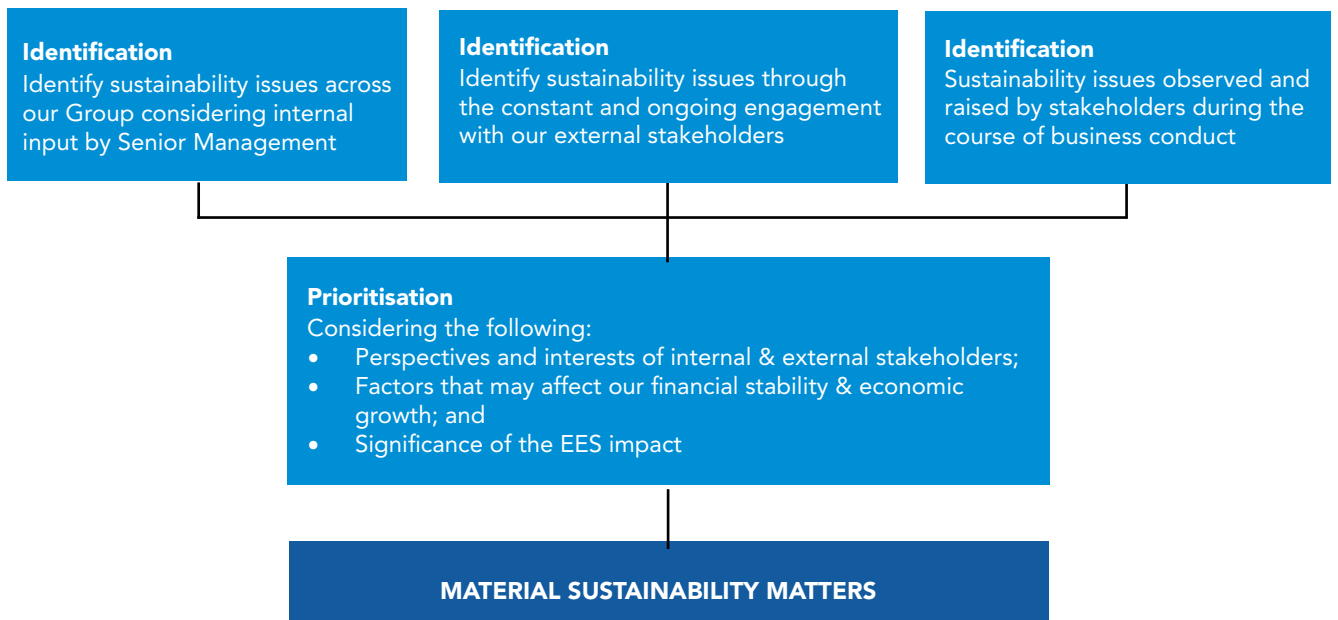 Identification
Identify sustainability issues across
our Group considering internal
input by Senior Management
Identification
Identify sustainability issues through
the constant and ongoing engagement
with our external stakeholders
Identification
Sustainability issues observed and
raised by stakeholders during the
course of business conduct
Prioritisation
Considering the following:
• Perspectives and interests of internal & external stakeholders;
• Factors that may affect our financial stability & economic
growth; and
• Significance of the EES impact
MATERIAL SUSTAINABILITY MATTERS